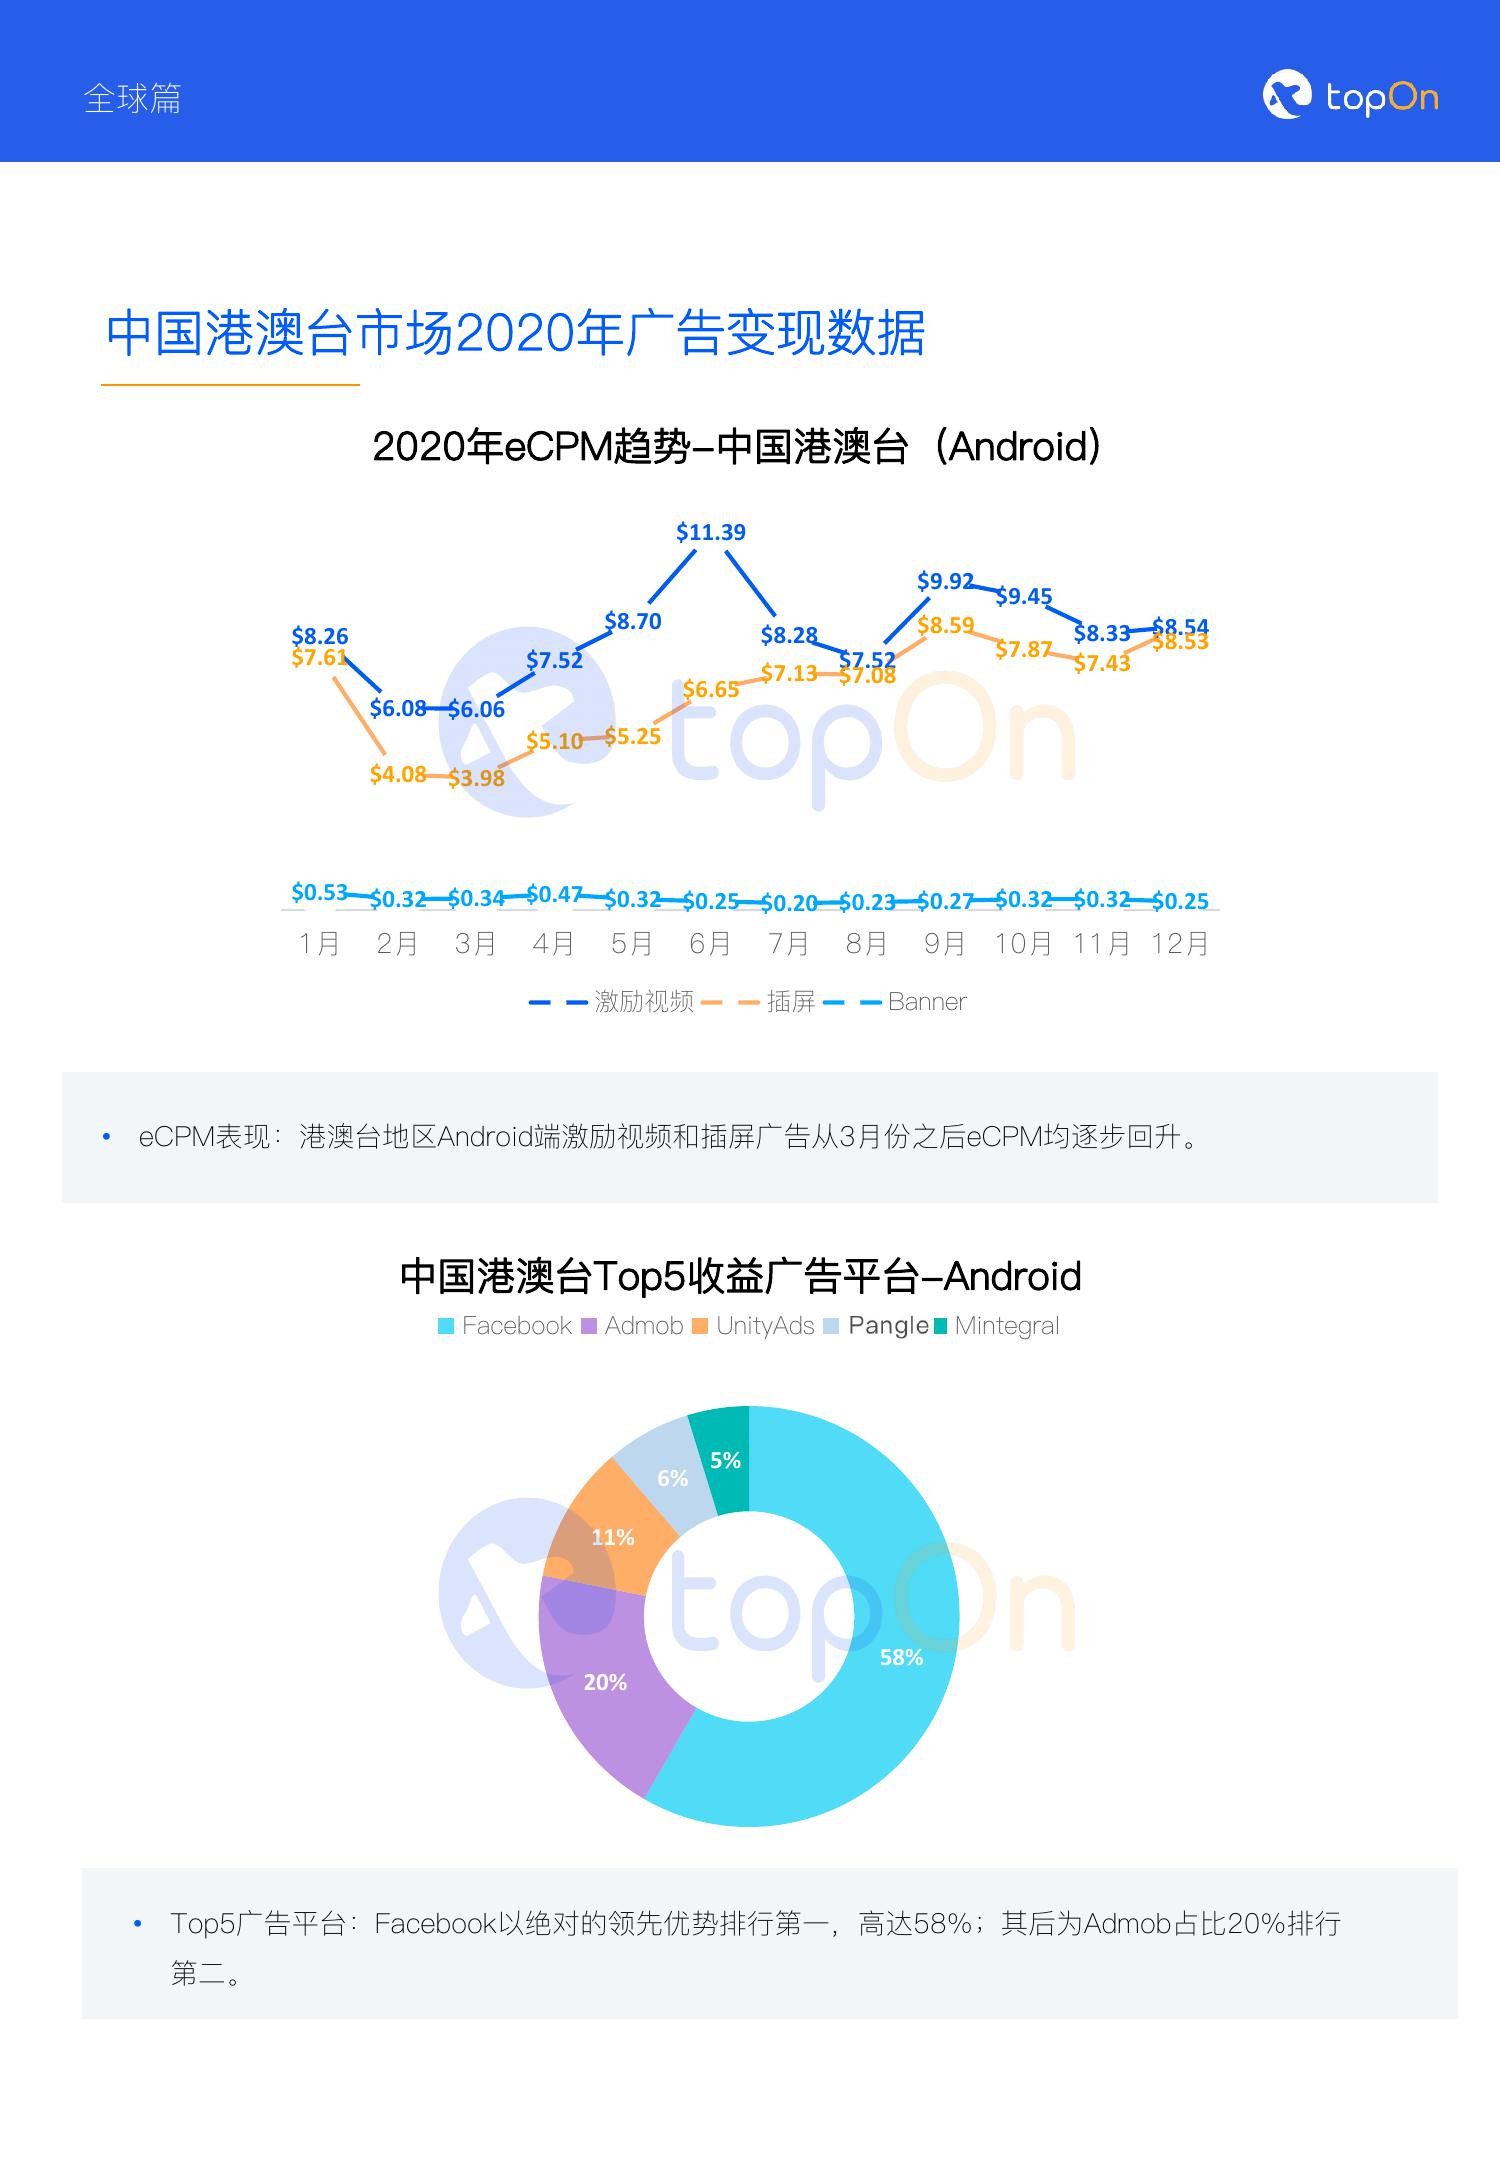 全球篇
topOn
中国港澳台市场2020年广告变现数据
2020年eCPM趋势-中国港澳台（Android）
$8.26 $6.08 $6.06 $7.52 $8.70 $11.39 $8.28 $7.52 $9.92 $9.45 $8.33 $8.54
$7.61 $4.08 $3.98 $5.10 $5.25 $6.65 $7.13 $7.08 $8.59 $7.87 $7.43 $8.53
topOn
$0.53 $0.32 $0.34 $0.47 $0.32 $0.25 $0.20 $0.23 $0.27 $0.32 $0.32 $0.25
1月 2月 3月 4月 5月 6月 7月 8月 9月 10月 11月 12月
激励视频 插屏 Banner
• eCPM表现：港澳台地区Android端激励视频和插屏广告从3月份之后eCPM均逐步回升。
中国港澳台Top5收益广告平台-Android
Facebook Admob UnityAds Pangle Mintegral
5%
6%
11%
topOn
58%
20%
• Top5广告平台：Facebook以绝对的领先优势排行第一，高达58%；其后为Admob占比20%排行
第二。